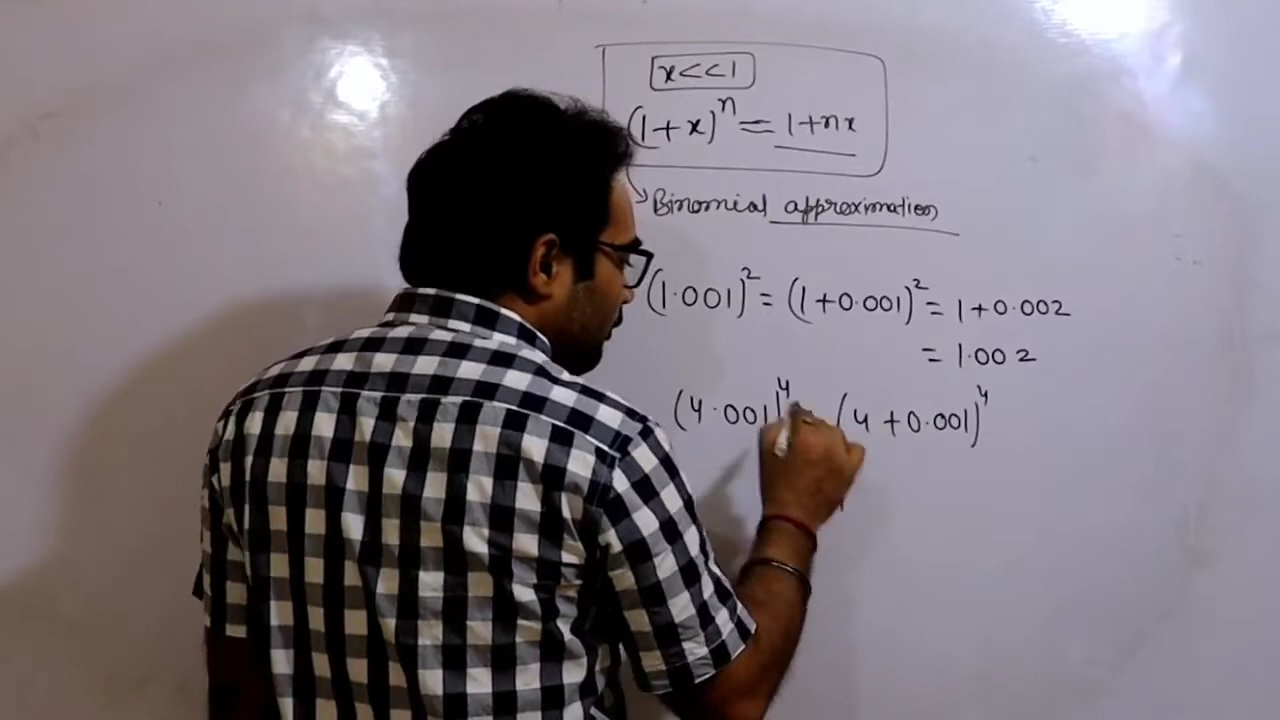 x<<1
(1+x)^n = 1+nx
Binomial approximation
(1.001)^2 = (1+0.001)^2 = 1+0.002
= 1.002
(4.001)^4 (4+0.001)^4